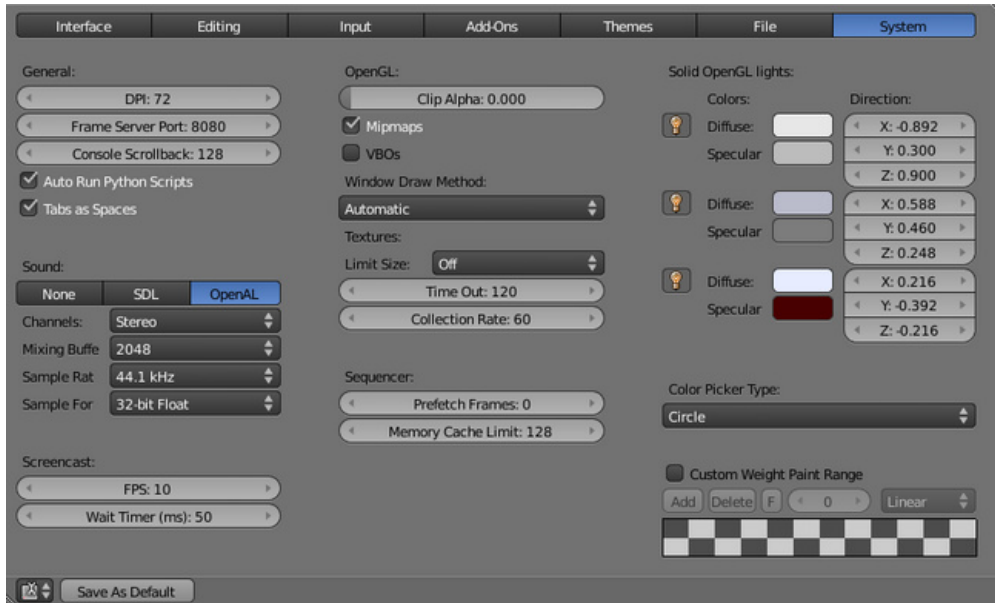 Interface Editing Input Add-Ons Themes File System
General:
DPI: 72
Frame Server Port: 8080
Console Scrollback: 128
Auto Run Python Scripts
Tabs as Spaces
Sound:
None SDL OpenAL
Channels: Stereo
Mixing Buffe 2048
Sample Rat 44.1 kHz
Sample For 32-bit Float
Screencast:
FPS: 10
Wait Timer (ms): 50
OpenGL:
Clip Alpha: 0.000
Mipmaps
VBOs
Window Draw Method:
Automatic
Textures:
Limit Size: Off
Time Out: 120
Collection Rate: 60
Sequencer:
Prefetch Frames: 0
Memory Cache Limit: 128
Solid OpenGL lights:
Colors: Direction:
Diffuse: X: -0.892
Specular Y: 0.300
Z: 0.900
Diffuse: X: 0.588
Specular Y: 0.460
Z: 0.248
Diffuse: X: 0.216
Specular Y: -0.392
Z: -0.216
Color Picker Type:
Circle
Custom Weight Paint Range
Add Delete F 0 Linear
Save As Default